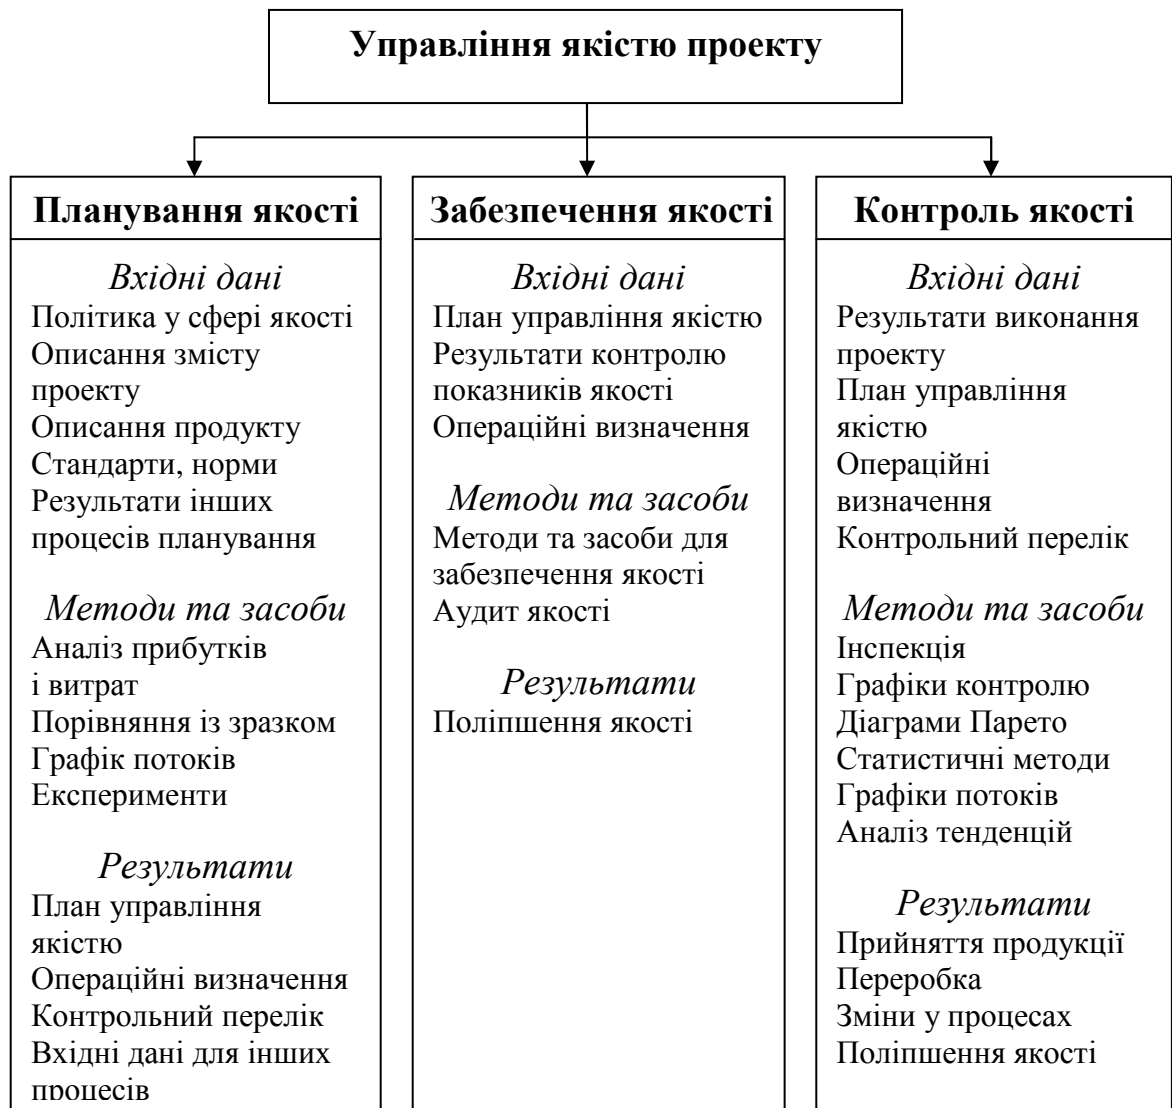 Управління якістю проекту
Планування якості
Вхідні дані
Політика у сфері якості
Описання змісту
проекту
Описання продукту
Стандарти, норми
Результати інших
процесів планування
Методи та засоби
Аналіз прибутків
і витрат
Порівняння із зразком
Графік потоків
Експерименти
Результати
План управління
якістю
Операційні визначення
Контрольний перелік
Вхідні дані для інших
процесів
Забезпечення якості
Вхідні дані
План управління якістю
Результати контролю
показників якості
Операційні визначення
Методи та засоби
Методи та засоби для
забезпечення якості
Аудит якості
Результати
Поліпшення якості
Контроль якості
Вхідні дані
Результати виконання
проекту
План управління
якістю
Операційні
визначення
Контрольний перелік
Методи та засоби
Інспекція
Графіки контролю
Діаграми Парето
Статистичні методи
Графіки потоків
Аналіз тенденцій
Результати
Прийняття продукції
Переробка
Зміни у процесах
Поліпшення якості